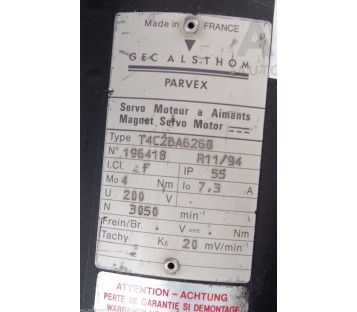 Made in FRANCE
GEC ALSTHOM
PARVEX
Servo Moteur a Aimants
Magnet Servo Motor
Type T4C2BA6268
N° 196418 R11/94
I.Cl. F IP 55
Mo 4 Nm Io 7,3 A
U 200 V
N 3050 min⁻¹
Frein/Br. V Nm
Tachy KE 20 mV/min⁻¹
ATTENTION - ACHTUNG
PERTE DE GARANTIE SI DEMONTAGE